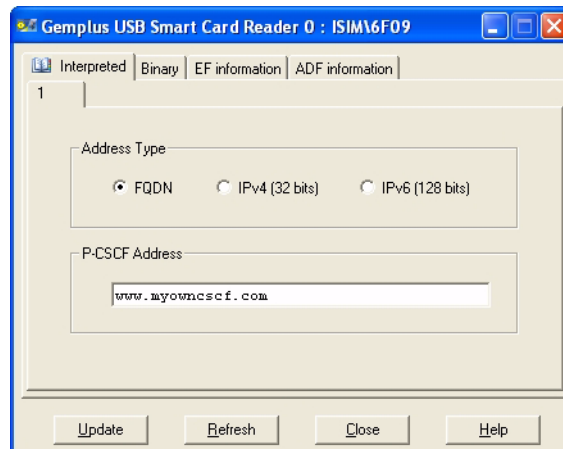 Gemplus USB Smart Card Reader 0 : ISIM\6F09
Interpreted Binary EF information ADF information
1
Address Type
FQDN IPv4 (32 bits) IPv6 (128 bits)
P-CSCF Address
www.myowncscf.com
Update Refresh Close Help